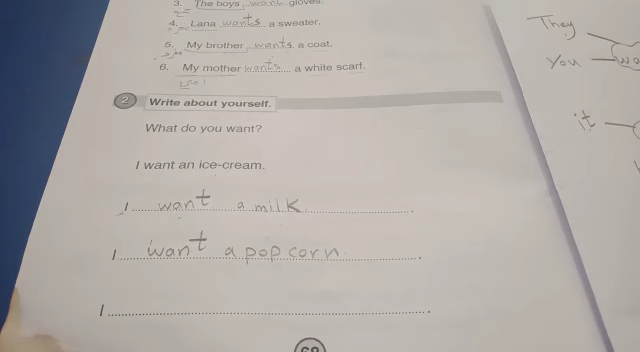 3. The boys want gloves.
4. Lana wants a sweater.
5. My brother wants a coat.
6. My mother wants a white scarf.
2 Write about yourself.
What do you want?
I want an ice-cream.
I want a milk.
I want a pop corn.
I
They
You
it